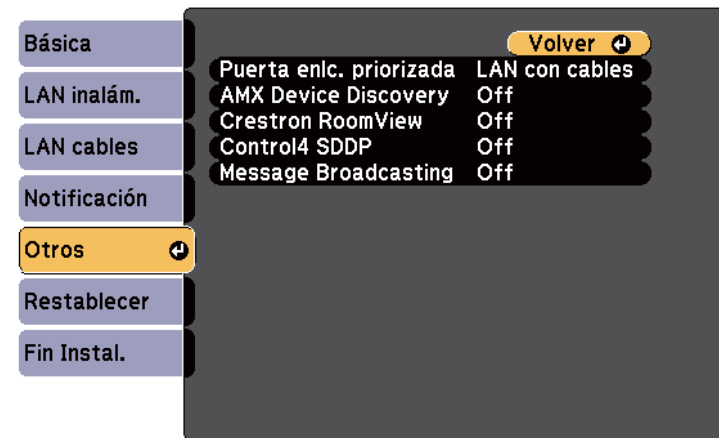 Básica
LAN inalám.
LAN cables
Notificación
Otros
Restablecer
Fin Instal.
Volver
Puerta enlc. priorizada LAN con cables
AMX Device Discovery Off
Crestron RoomView Off
Control4 SDDP Off
Message Broadcasting Off